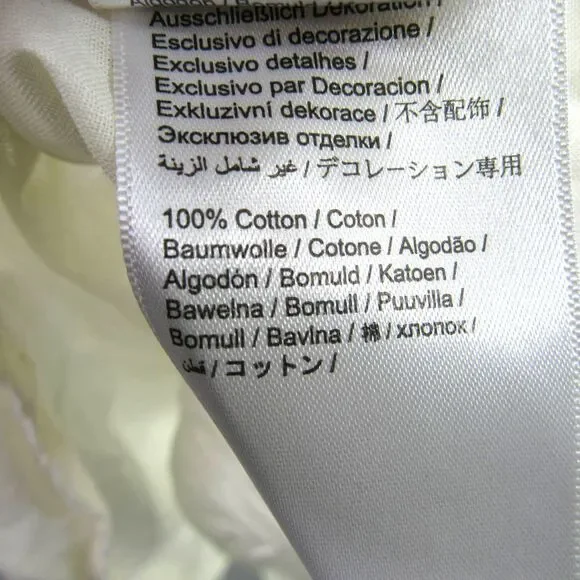 Ausschließlich Dekoration /
Esclusivo di decorazione /
Exclusivo detalhes /
Exclusivo par Decoracion /
Exkluzivní dekorace / 不含配饰 /
Эксклюзив отделки /
غير شامل الزينة / デコレーション専用
100% Cotton / Coton /
Baumwolle / Cotone / Algodão /
Algodón / Bomuld / Katoen /
Bawełna / Bomull / Puuvilla /
Bomull / Bavlna / 棉 / хлопок /
قطن / コットン /